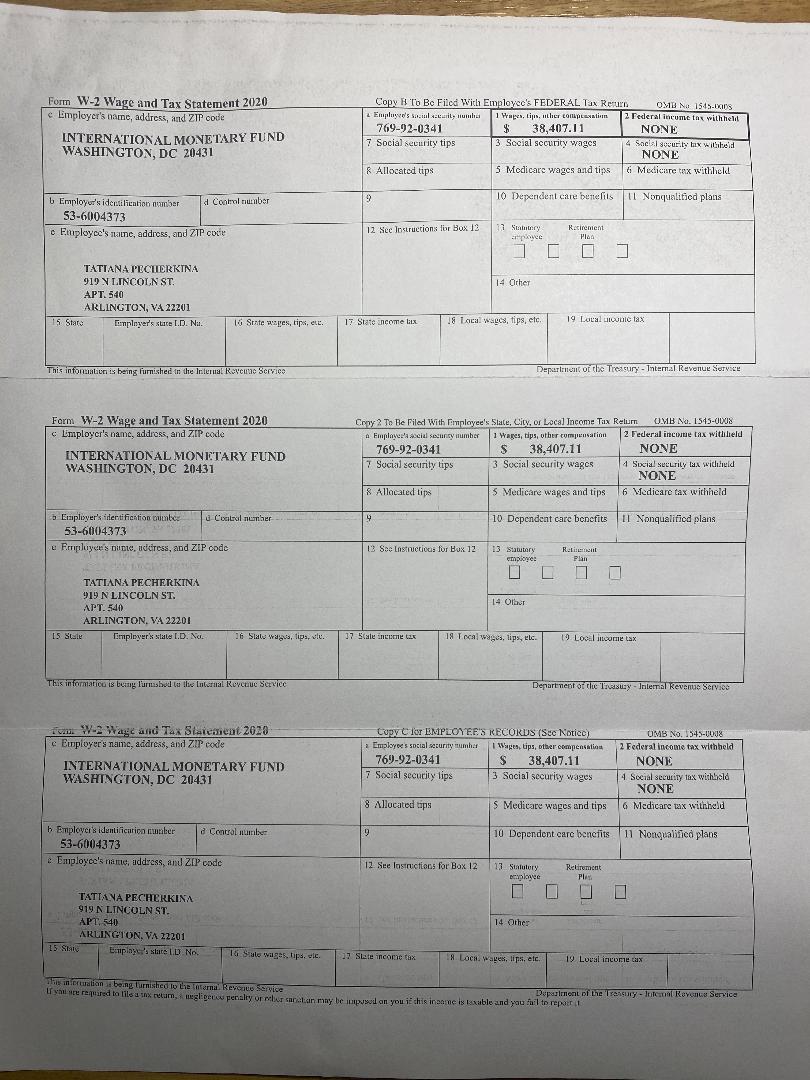 Form W-2 Wage and Tax Statement 2020
Copy B To Be Filed With Employee's FEDERAL Tax Return
OMB No. 1545-0008
c Employer's name, address, and ZIP code
INTERNATIONAL MONETARY FUND
WASHINGTON, DC 20431
a Employee's social security number
769-92-0341
1 Wages, tips, other compensation
$ 38,407.11
2 Federal income tax withheld
NONE
7 Social security tips
3 Social security wages
4 Social security tax withheld
NONE
8 Allocated tips
5 Medicare wages and tips
6 Medicare tax withheld
b Employer's identification number
53-6004373
d Control number
9
10 Dependent care benefits
11 Nonqualified plans
e Employee's name, address, and ZIP code
TATIANA PECHERKINA
919 N LINCOLN ST.
APT. 540
ARLINGTON, VA 22201
12 See Instructions for Box 12
13 Statutory employee
Retirement Plan
14 Other
15 State
Employer's state I.D. No.
16 State wages, tips, etc.
17 State income tax
18 Local wages, tips, etc.
19 Local income tax
This information is being furnished to the Internal Revenue Service
Department of the Treasury - Internal Revenue Service
Form W-2 Wage and Tax Statement 2020
Copy 2 To Be Filed With Employee's State, City, or Local Income Tax Return
OMB No. 1545-0008
c Employer's name, address, and ZIP code
INTERNATIONAL MONETARY FUND
WASHINGTON, DC 20431
a Employee's social security number
769-92-0341
1 Wages, tips, other compensation
$ 38,407.11
2 Federal income tax withheld
NONE
7 Social security tips
3 Social security wages
4 Social security tax withheld
NONE
8 Allocated tips
5 Medicare wages and tips
6 Medicare tax withheld
b Employer's identification number
53-6004373
d Control number
9
10 Dependent care benefits
11 Nonqualified plans
e Employee's name, address, and ZIP code
TATIANA PECHERKINA
919 N LINCOLN ST.
APT. 540
ARLINGTON, VA 22201
12 See Instructions for Box 12
13 Statutory employee
Retirement Plan
14 Other
15 State
Employer's state I.D. No.
16 State wages, tips, etc.
17 State income tax
18 Local wages, tips, etc.
19 Local income tax
This information is being furnished to the Internal Revenue Service
Department of the Treasury - Internal Revenue Service
Form W-2 Wage and Tax Statement 2020
Copy C for EMPLOYEE'S RECORDS (See Notice)
OMB No. 1545-0008
c Employer's name, address, and ZIP code
INTERNATIONAL MONETARY FUND
WASHINGTON, DC 20431
a Employee's social security number
769-92-0341
1 Wages, tips, other compensation
$ 38,407.11
2 Federal income tax withheld
NONE
7 Social security tips
3 Social security wages
4 Social security tax withheld
NONE
8 Allocated tips
5 Medicare wages and tips
6 Medicare tax withheld
b Employer's identification number
53-6004373
d Control number
9
10 Dependent care benefits
11 Nonqualified plans
e Employee's name, address, and ZIP code
TATIANA PECHERKINA
919 N LINCOLN ST.
APT. 540
ARLINGTON, VA 22201
12 See Instructions for Box 12
13 Statutory employee
Retirement Plan
14 Other
15 State
Employer's state I.D. No.
16 State wages, tips, etc.
17 State income tax
18 Local wages, tips, etc.
19 Local income tax
This information is being furnished to the Internal Revenue Service
Department of the Treasury - Internal Revenue Service
If you are required to file a tax return, a negligence penalty or other sanction may be imposed on you if this income is taxable and you fail to report it